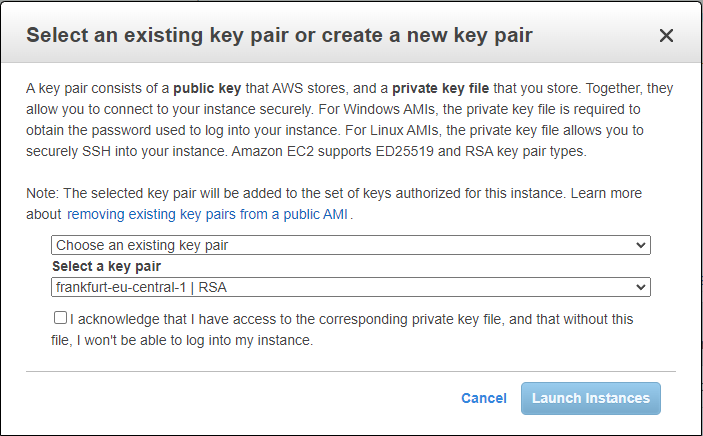 Select an existing key pair or create a new key pair
A key pair consists of a public key that AWS stores, and a private key file that you store. Together, they
allow you to connect to your instance securely. For Windows AMIs, the private key file is required to
obtain the password used to log into your instance. For Linux AMIs, the private key file allows you to
securely SSH into your instance. Amazon EC2 supports ED25519 and RSA key pair types.
Note: The selected key pair will be added to the set of keys authorized for this instance. Learn more
about removing existing key pairs from a public AMI .
Choose an existing key pair
Select a key pair
frankfurt-eu-central-1 | RSA
I acknowledge that I have access to the corresponding private key file, and that without this
file, I won't be able to log into my instance.
Cancel Launch Instances